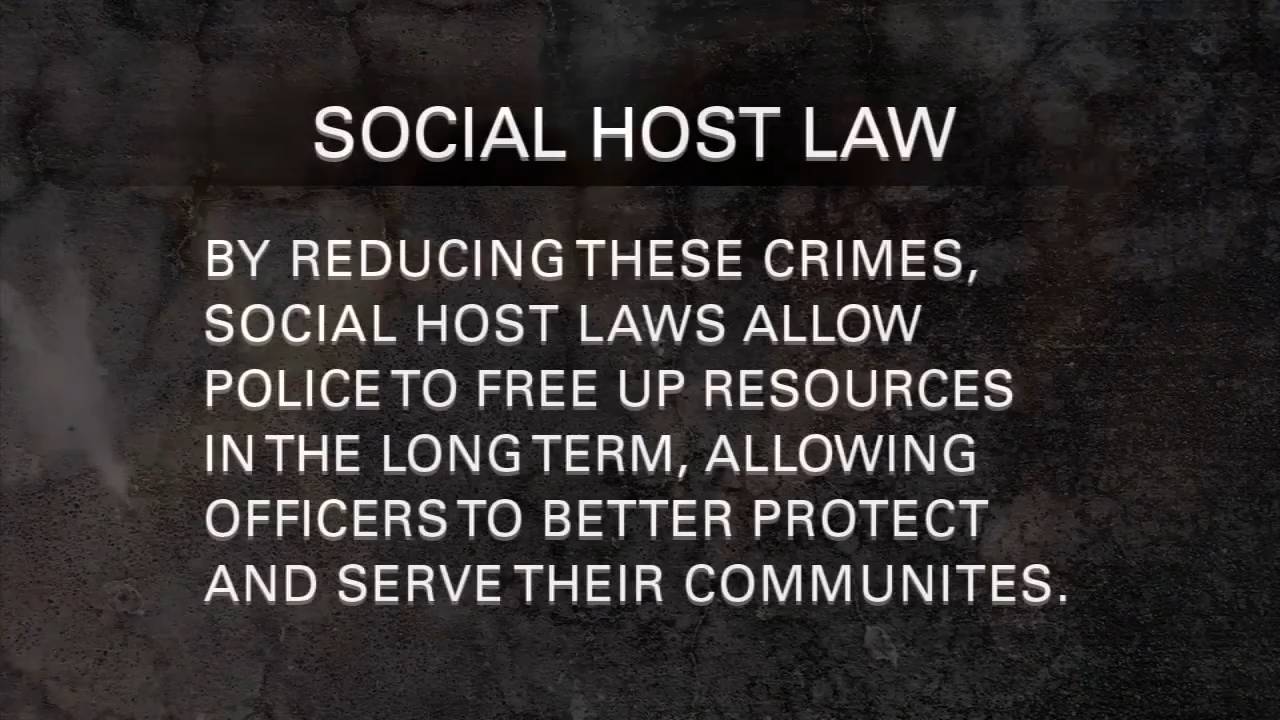 SOCIAL HOST LAW
BY REDUCING THESE CRIMES,
SOCIAL HOST LAWS ALLOW
POLICE TO FREE UP RESOURCES
IN THE LONG TERM, ALLOWING
OFFICERS TO BETTER PROTECT
AND SERVE THEIR COMMUNITES.